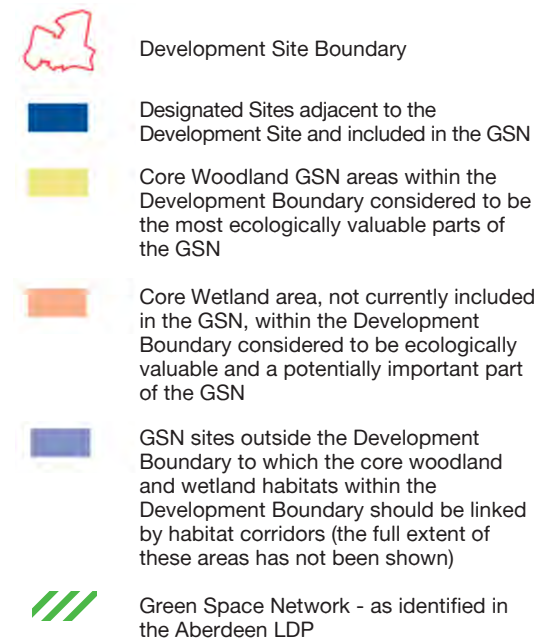 Development Site Boundary
Designated Sites adjacent to the
Development Site and included in the GSN
Core Woodland GSN areas within the
Development Boundary considered to be
the most ecologically valuable parts of
the GSN
Core Wetland area, not currently included
in the GSN, within the Development
Boundary considered to be ecologically
valuable and a potentially important part
of the GSN
GSN sites outside the Development
Boundary to which the core woodland
and wetland habitats within the
Development Boundary should be linked
by habitat corridors (the full extent of
these areas has not been shown)
Green Space Network - as identified in
the Aberdeen LDP